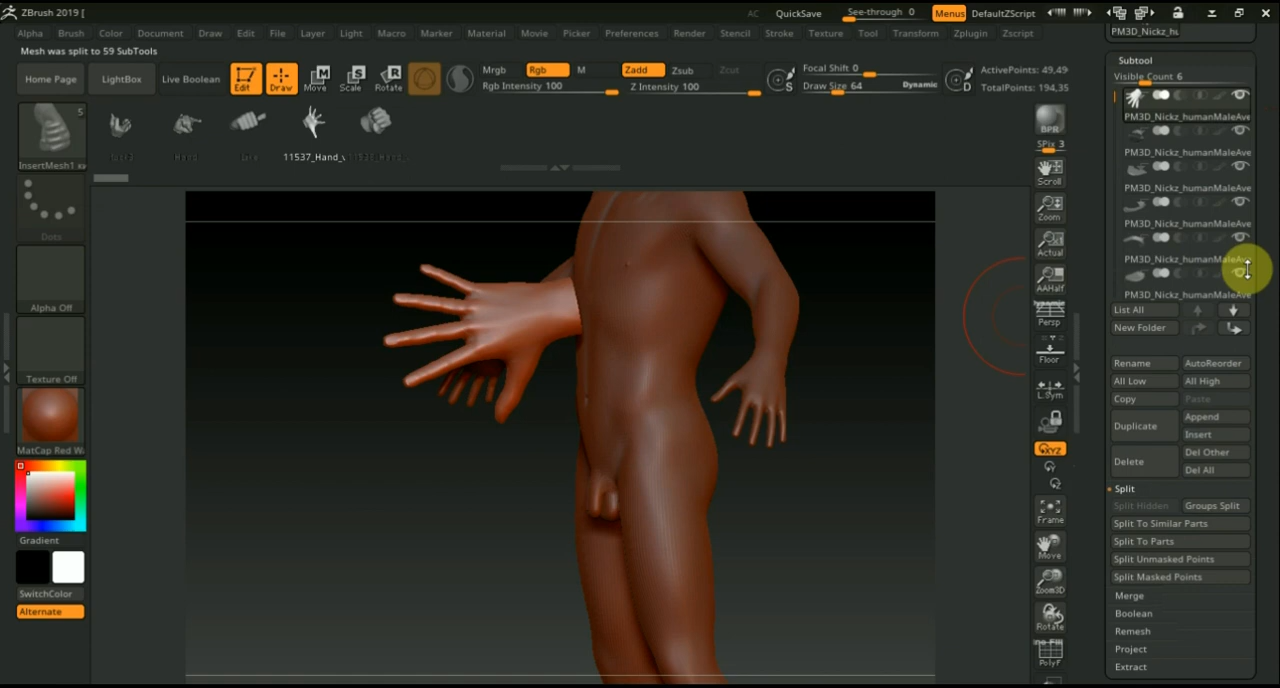 ZBrush 2019 [
AC QuickSave See-through 0 Menus DefaultZScript
Alpha Brush Color Document Draw Edit File Layer Light Macro Marker Material Movie Picker Preferences Render Stencil Stroke Texture Tool Transform Zplugin Zscript
Mesh was split to 59 SubTools
Home Page LightBox Live Boolean Edit Draw Move Scale Rotate
Mrgb Rgb M Zadd Zsub Zcut
Rgb Intensity 100 Z Intensity 100
Focal Shift 0 ActivePoints: 49,49
Draw Size 64 Dynamic TotalPoints: 194,35
S D
5
InsertMesh1
Dots
Alpha Off
Texture Off
MatCap Red W
Gradient
SwitchColor
Alternate
Hand
11537_Hand_
BPR
SPix 3
Scroll
Zoom
Actual
AAHalf
Persp
Floor
L.Sym
XYZ
Y
Z
Frame
Move
Zoom3D
Rotate
PolyF
PM3D_Nickz_hu
Subtool
Visible Count 6
PM3D_Nickz_humanMaleAve
PM3D_Nickz_humanMaleAve
PM3D_Nickz_humanMaleAve
PM3D_Nickz_humanMaleAve
PM3D_Nickz_humanMaleAve
PM3D_Nickz_humanMaleAve
List All
New Folder
Rename AutoReorder
All Low All High
Copy Paste
Duplicate Append
Insert
Delete Del Other
Del All
Split
Split Hidden Groups Split
Split To Similar Parts
Split To Parts
Split Unmasked Points
Split Masked Points
Merge
Boolean
Remesh
Project
Extract